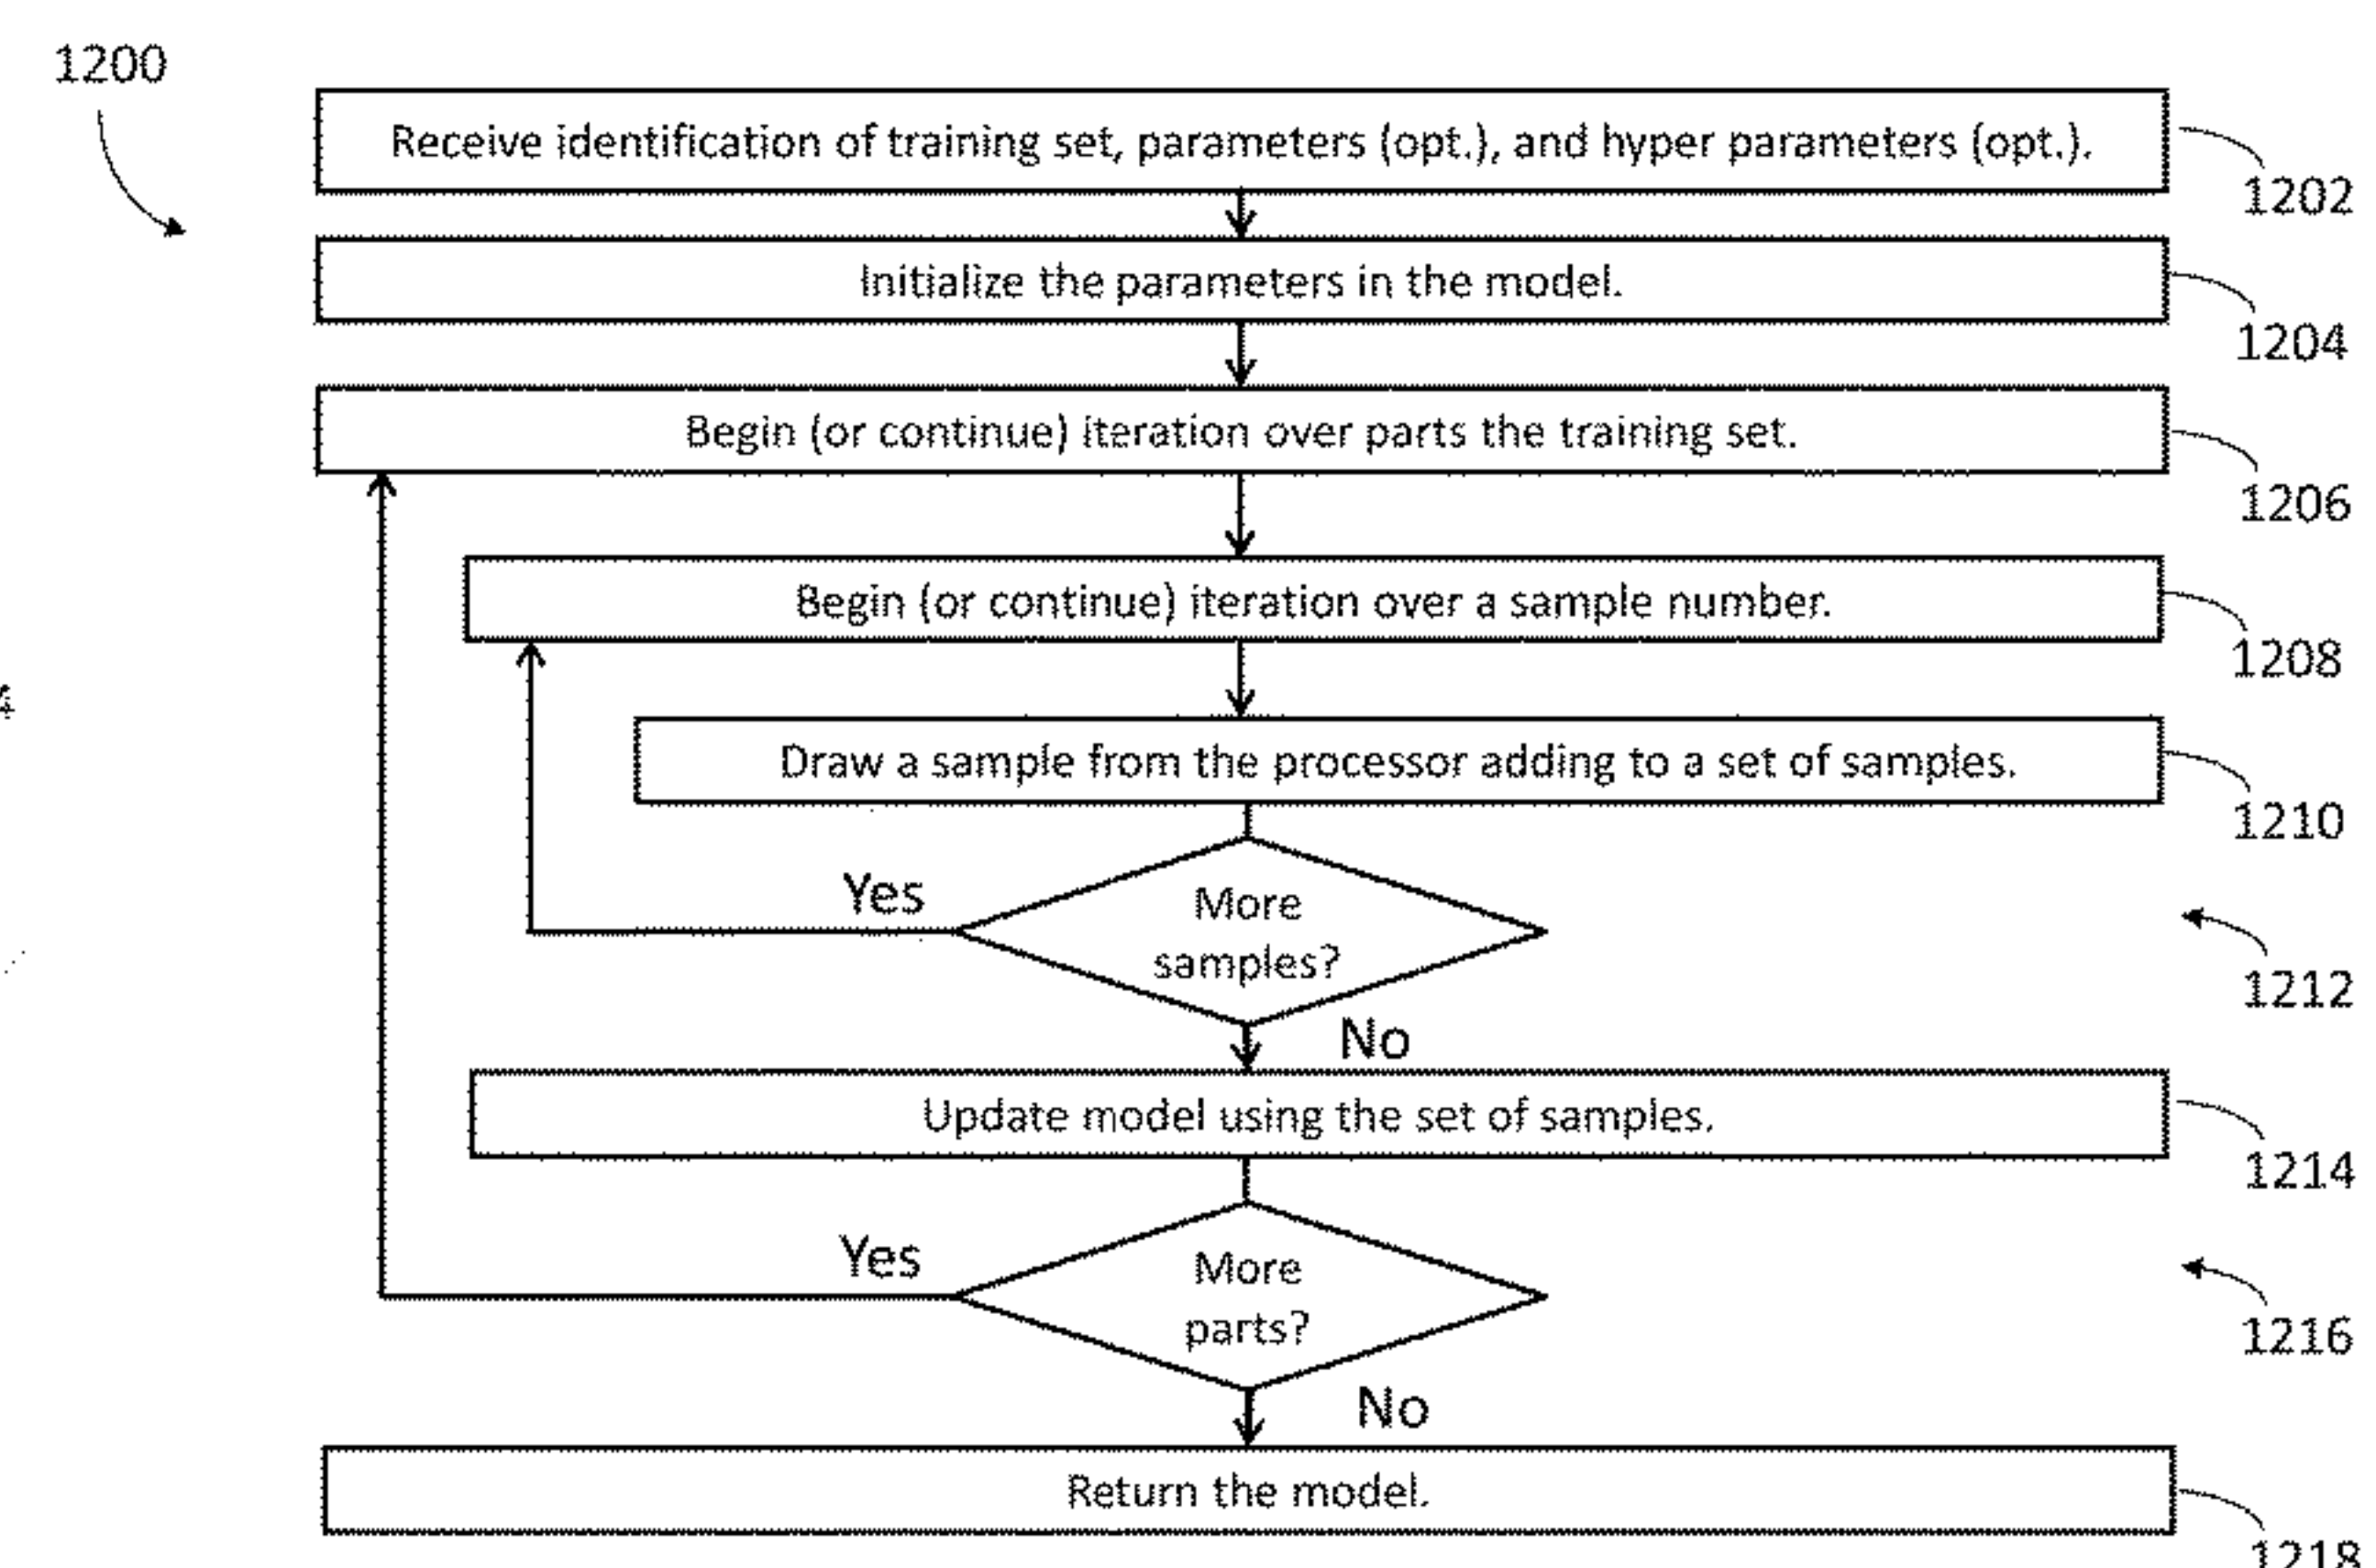 1200
Receive identification of training set, parameters (opt.), and hyper parameters (opt.).
1202
Initialize the parameters in the model.
1204
Begin (or continue) iteration over parts the training set.
1206
Begin (or continue) iteration over a sample number.
1208
Draw a sample from the processor adding to a set of samples.
1210
Yes
More
samples?
1212
No
Update model using the set of samples.
1214
Yes
More
parts?
1216
No
Return the model.
1218